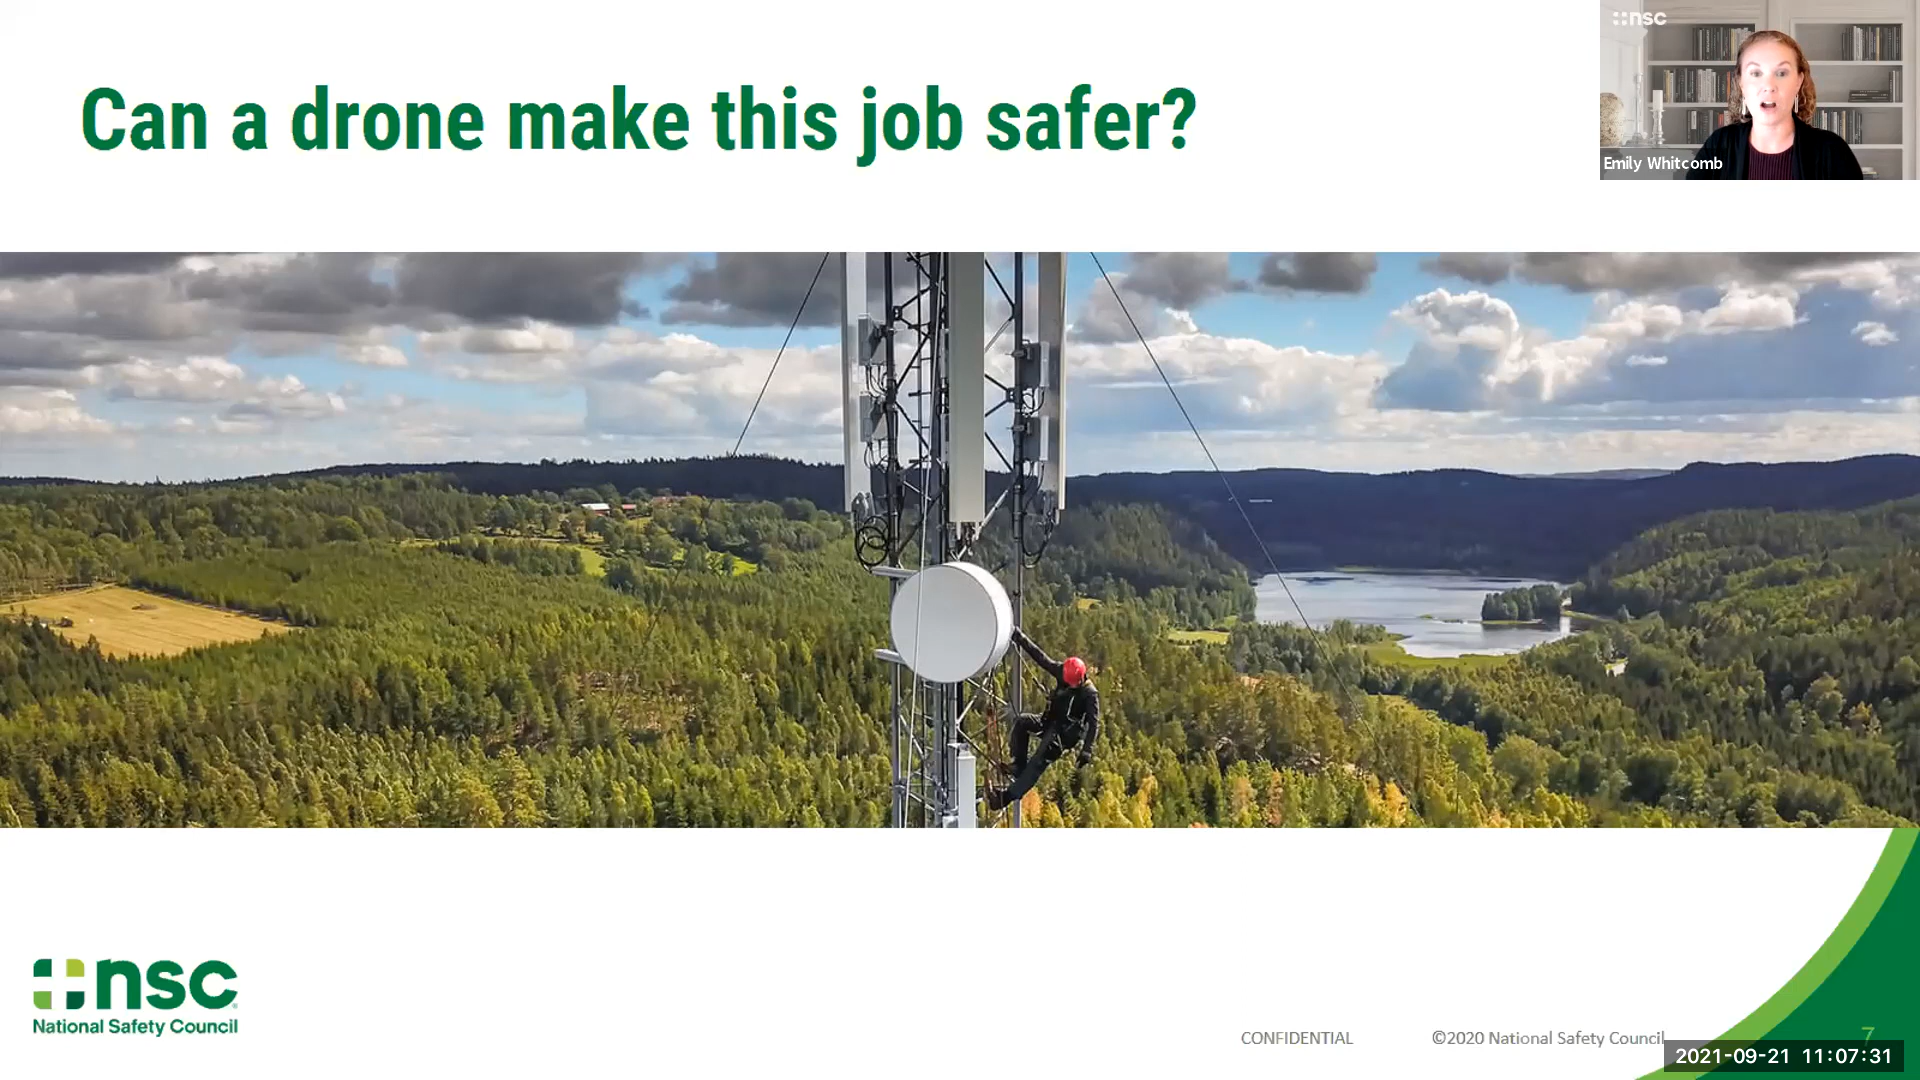 Can a drone make this job safer?
nsc
Emily Whitcomb
nsc
National Safety Council
CONFIDENTIAL
©2020 National Safety Council
7
2021-09-21 11:07:31